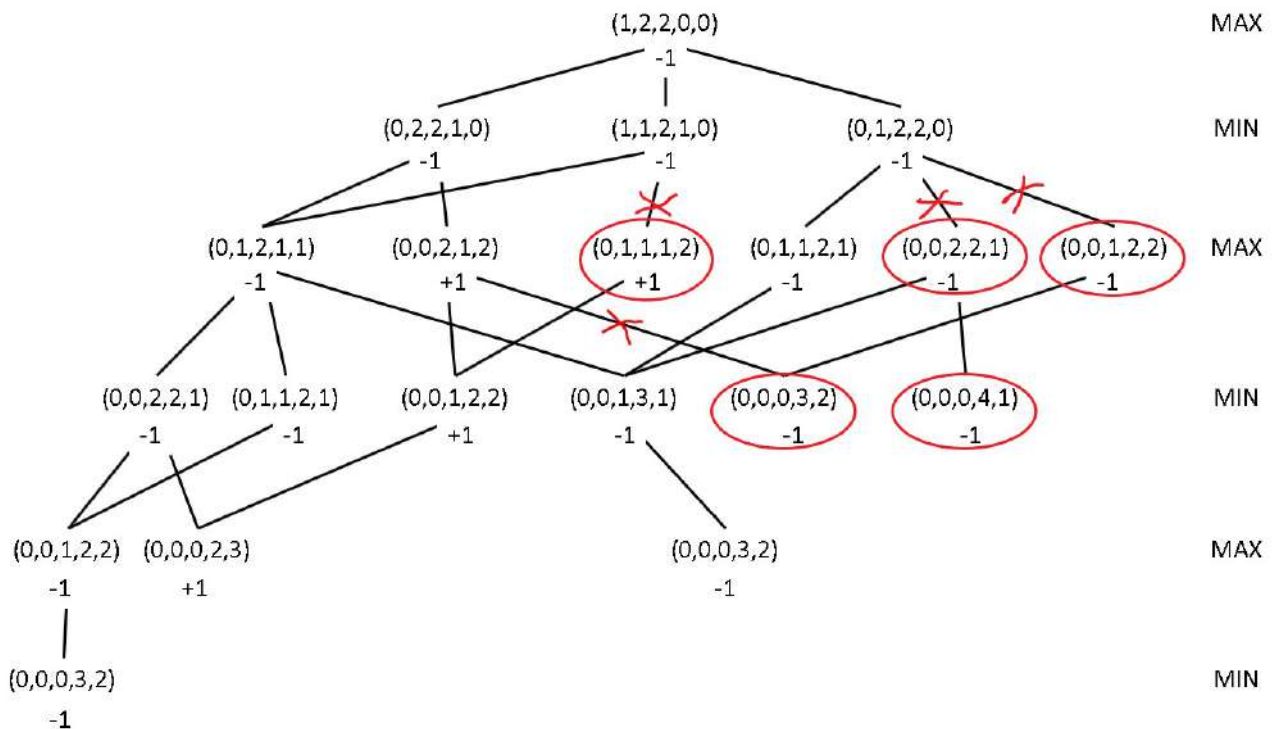 (1,2,2,0,0) MAX
-1
(0,2,2,1,0) (1,1,2,1,0) (0,1,2,2,0) MIN
-1 -1 -1
(0,1,2,1,1) (0,0,2,1,2) (0,1,1,1,2) (0,1,1,2,1) (0,0,2,2,1) (0,0,1,2,2) MAX
-1 +1 +1 -1 -1 -1
(0,0,2,2,1) (0,1,1,2,1) (0,0,1,2,2) (0,0,1,3,1) (0,0,0,3,2) (0,0,0,4,1) MIN
-1 -1 +1 -1 -1 -1
(0,0,1,2,2) (0,0,0,2,3) (0,0,0,3,2) MAX
-1 +1 -1
(0,0,0,3,2) MIN
-1